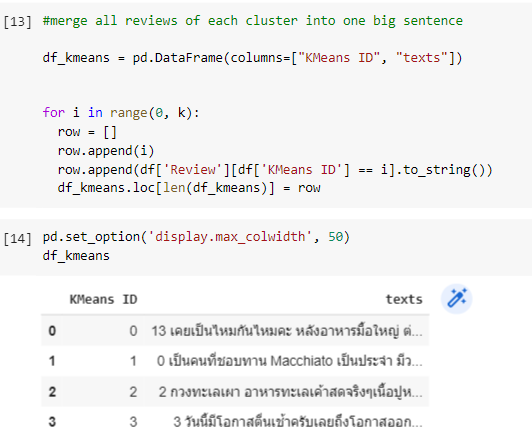 [13] #merge all reviews of each cluster into one big sentence
df_kmeans = pd.DataFrame(columns=["KMeans ID", "texts"])
for i in range(0, k):
row = []
row.append(i)
row.append(df['Review'][df['KMeans ID'] == i].to_string())
df_kmeans.loc[len(df_kmeans)] = row
[14] pd.set_option('display.max_colwidth', 50)
df_kmeans
KMeans ID texts
0 0 13 เคยเป็นไหมกันไหมคะ หลังอาหารมื้อใหญ่ ต่...
1 1 0 เป็นคนที่ชอบทาน Macchiato เป็นประจำ มีว...
2 2 2 กวงทะเลเผา อาหารทะเลเค้าสดจริงๆเนื้อปูห...
3 3 3 วันนี้มีโอกาสตื่นเช้าครับเลยถึงโอกาสออก...